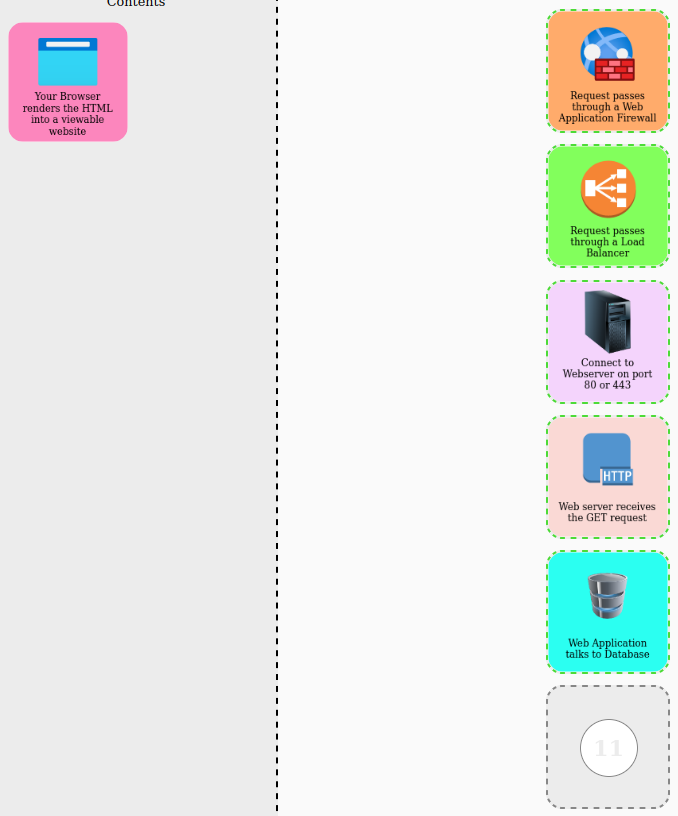 Contents
Your Browser
renders the HTML
into a viewable
website
Request passes
through a Web
Application Firewall
Request passes
through a Load
Balancer
Connect to
Webserver on port
80 or 443
HTTP
Web server receives
the GET request
Web Application
talks to Database
11